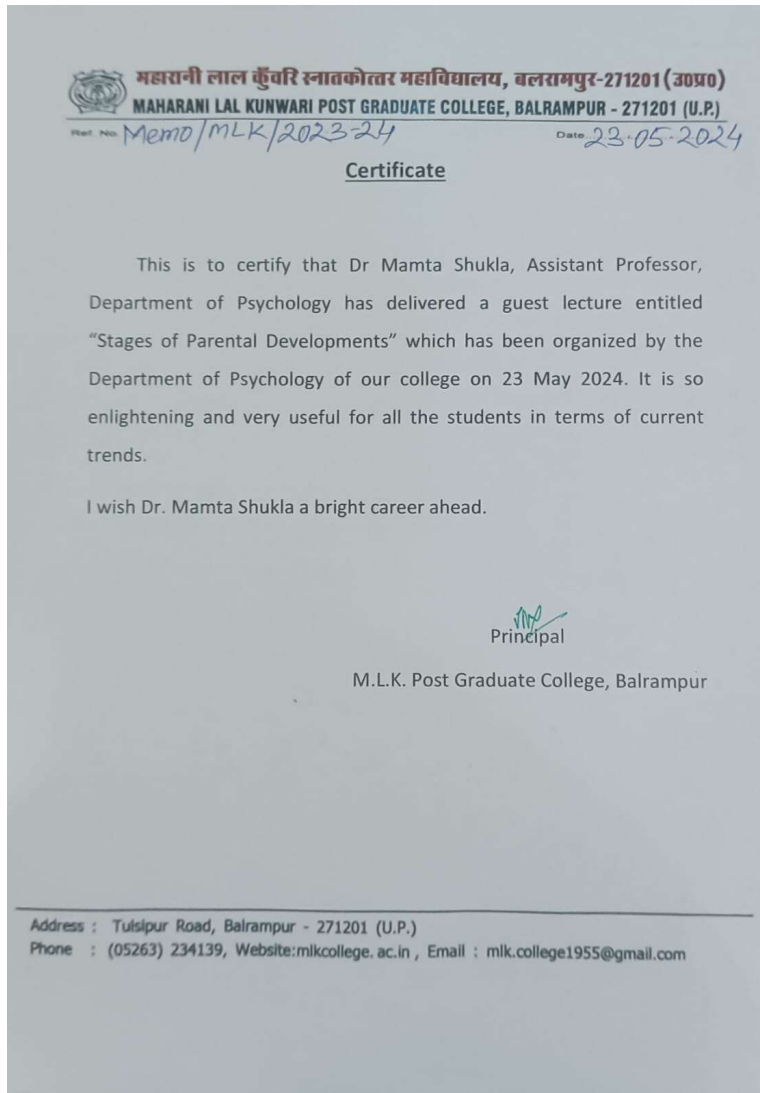 महारानी लाल कुँवरि स्नातकोत्तर महाविद्यालय, बलरामपुर-271201(उ0प्र0)
MAHARANI LAL KUNWARI POST GRADUATE COLLEGE, BALRAMPUR - 271201 (U.P.)
Ref. No. Memo/MLK/2023-24 Date 23.05.2024
Certificate
This is to certify that Dr Mamta Shukla, Assistant Professor,
Department of Psychology has delivered a guest lecture entitled
“Stages of Parental Developments” which has been organized by the
Department of Psychology of our college on 23 May 2024. It is so
enlightening and very useful for all the students in terms of current
trends.
I wish Dr. Mamta Shukla a bright career ahead.
Principal
M.L.K. Post Graduate College, Balrampur
Address : Tulsipur Road, Balrampur - 271201 (U.P.)
Phone : (05263) 234139, Website:mlkcollege. ac.in , Email : mlk.college1955@gmail.com